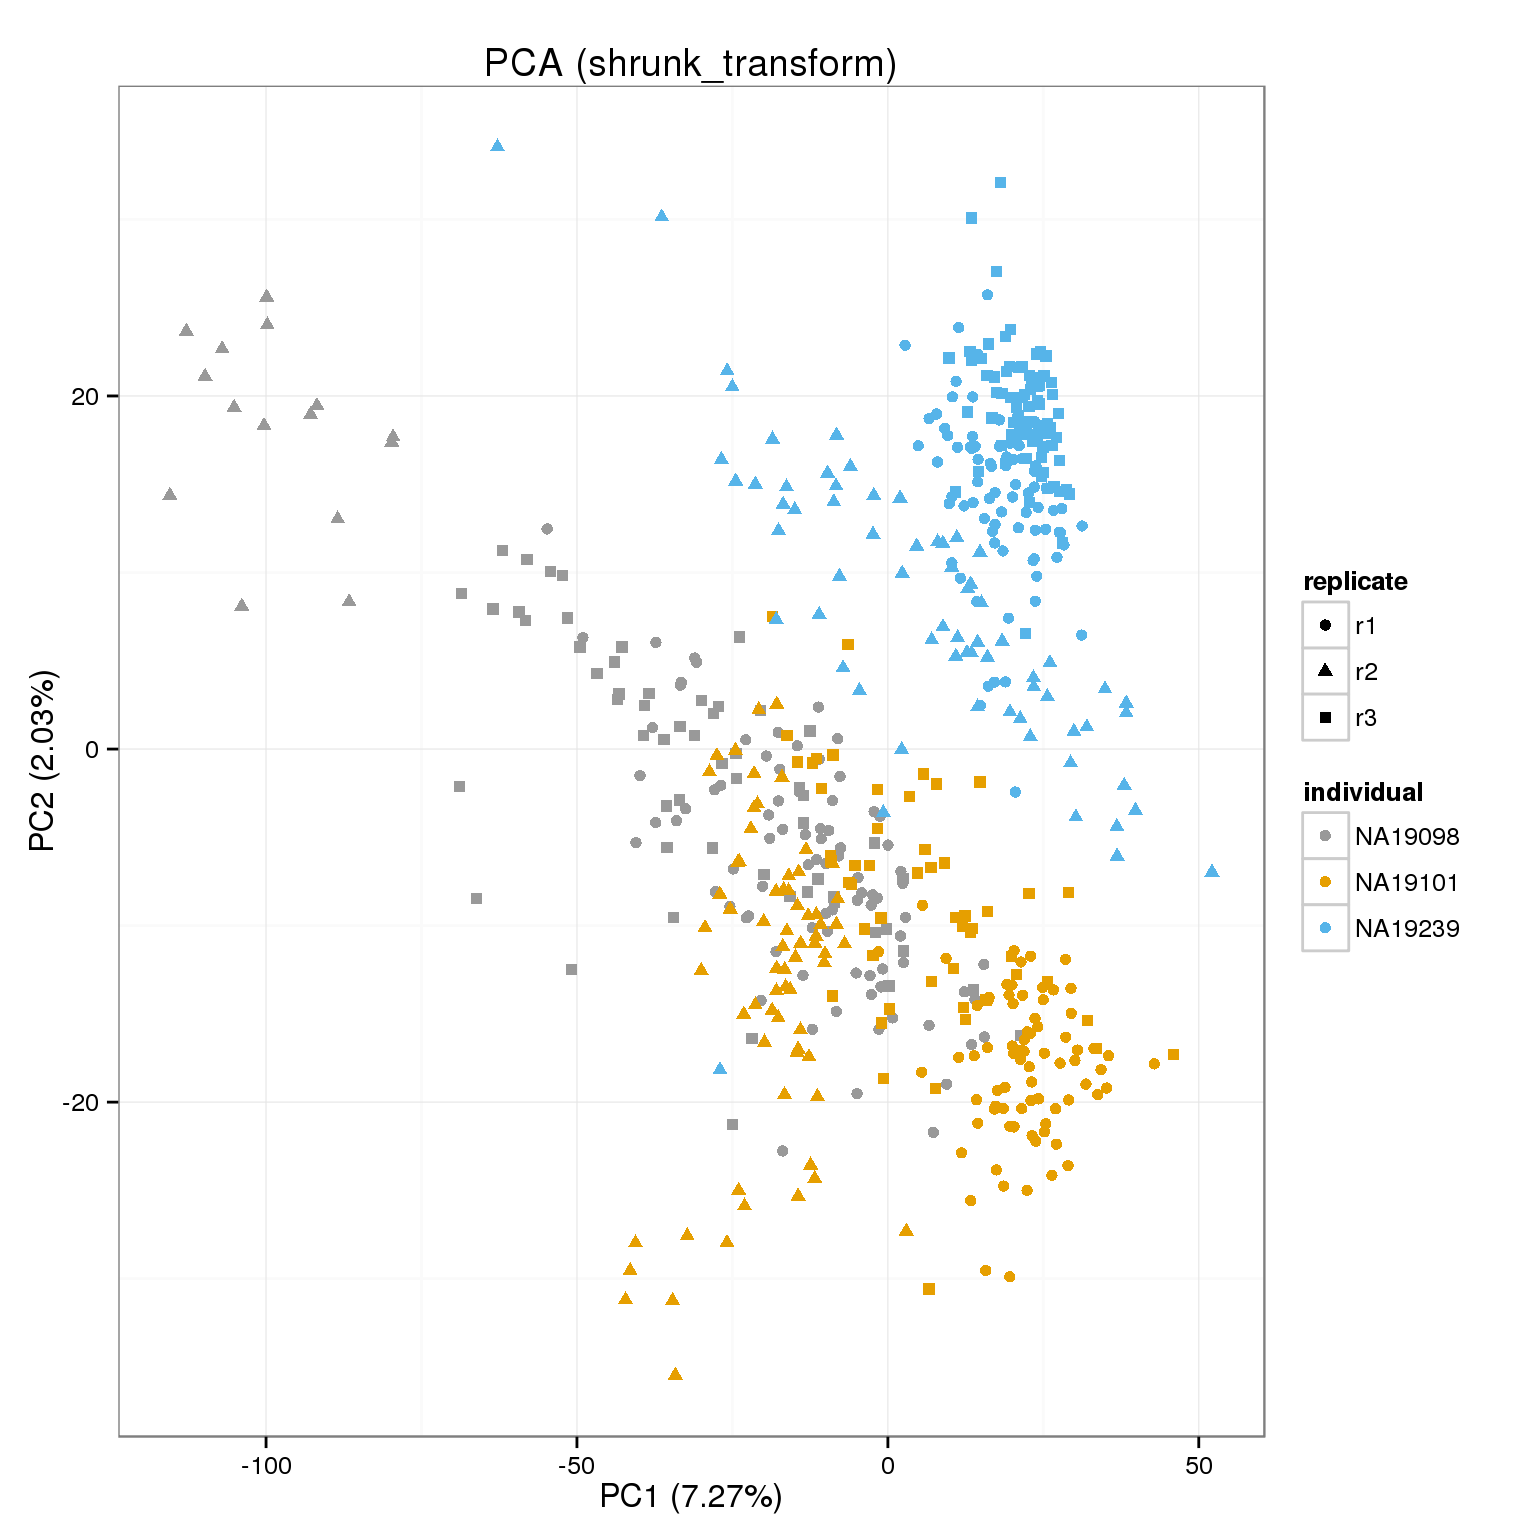 PCA (shrunk_transform)
20
0
-20
PC2 (2.03%)
-100
-50
0
50
PC1 (7.27%)
replicate
r1
r2
r3
individual
NA19098
NA19101
NA19239